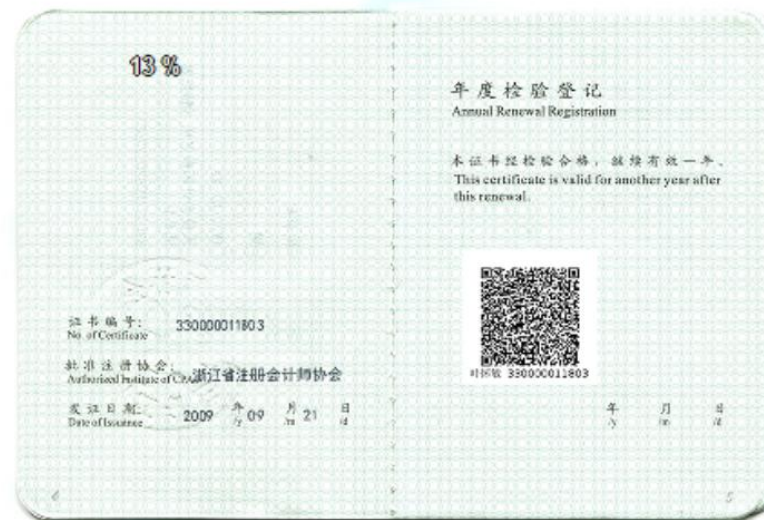 13%
证书编号: 330000011803
No. of Certificate
批准注册协会: 浙江省注册会计师协会
Authorized Institute of CPAs
发证日期: 2009 年 09 月 21 日
Date of Issuance /y /m /d
4
年度检验登记
Annual Renewal Registration
本证书经检验合格，继续有效一年。
This certificate is valid for another year after
this renewal.
330000011803
年 月 日
/y /m /d
5